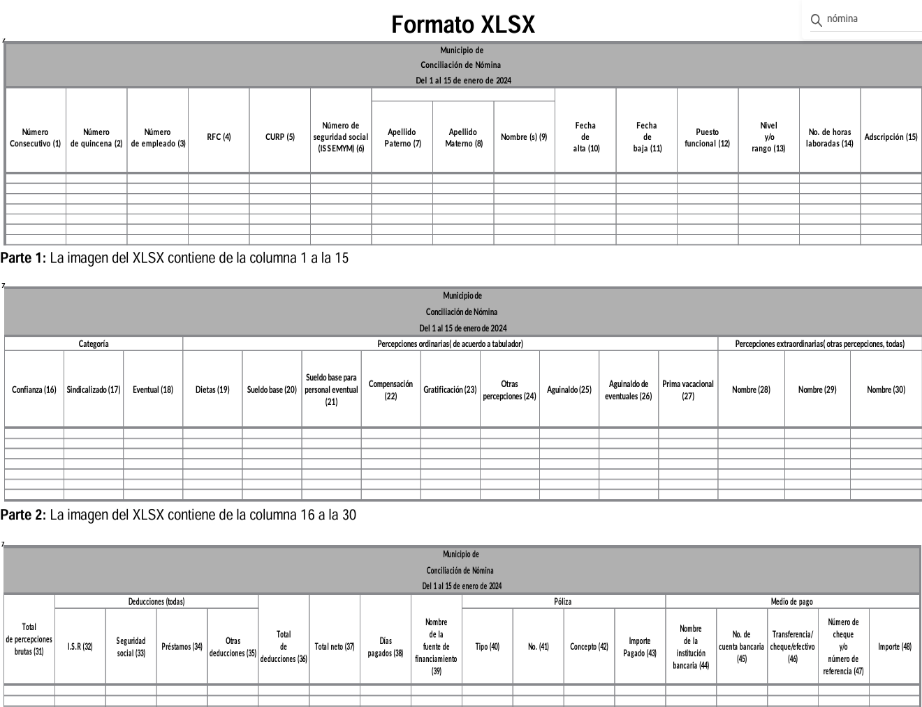 Formato XLSX
nómina
Municipio de
Conciliación de Nómina
Del 1 al 15 de enero de 2024
Número Consecutivo (1)
Número de quincena (2)
Número de empleado (3)
RFC (4)
CURP (5)
Número de seguridad social (ISSEMYM) (6)
Apellido Paterno (7)
Apellido Materno (8)
Nombre (s) (9)
Fecha de alta (10)
Fecha de baja (11)
Puesto funcional (12)
Nivel y/o rango (13)
No. de horas laboradas (14)
Adscripción (15)
Parte 1: La imagen del XLSX contiene de la columna 1 a la 15
Municipio de
Conciliación de Nómina
Del 1 al 15 de enero de 2024
Categoría
Percepciones ordinarias( de acuerdo a tabulador)
Percepciones extraordinarias( otras percepciones, todas)
Confianza (16)
Sindicalizado (17)
Eventual (18)
Dietas (19)
Sueldo base (20)
Sueldo base para personal eventual (21)
Compensación (22)
Gratificación (23)
Otras percepciones (24)
Aguinaldo (25)
Aguinaldo de eventuales (26)
Prima vacacional (27)
Nombre (28)
Nombre (29)
Nombre (30)
Parte 2: La imagen del XLSX contiene de la columna 16 a la 30
Municipio de
Conciliación de Nómina
Del 1 al 15 de enero de 2024
Deducciones (todas)
Póliza
Medio de pago
Total de percepciones brutas (31)
I.S.R (32)
Seguridad social (33)
Préstamos (34)
Otras deducciones (35)
Total de deducciones (36)
Total neto (37)
Días pagados (38)
Nombre de la fuente de financiamiento (39)
Tipo (40)
No. (41)
Concepto (42)
Importe Pagado (43)
Nombre de la institución bancaria (44)
No. de cuenta bancaria (45)
Transferencia/ cheque/efectivo (46)
Número de cheque y/o número de referencia (47)
Importe (48)